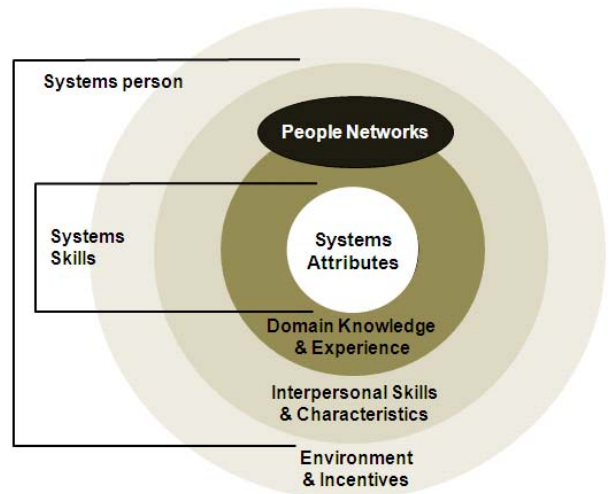 Systems person
People Networks
Systems
Skills
Systems
Attributes
Domain Knowledge
& Experience
Interpersonal Skills
& Characteristics
Environment
& Incentives